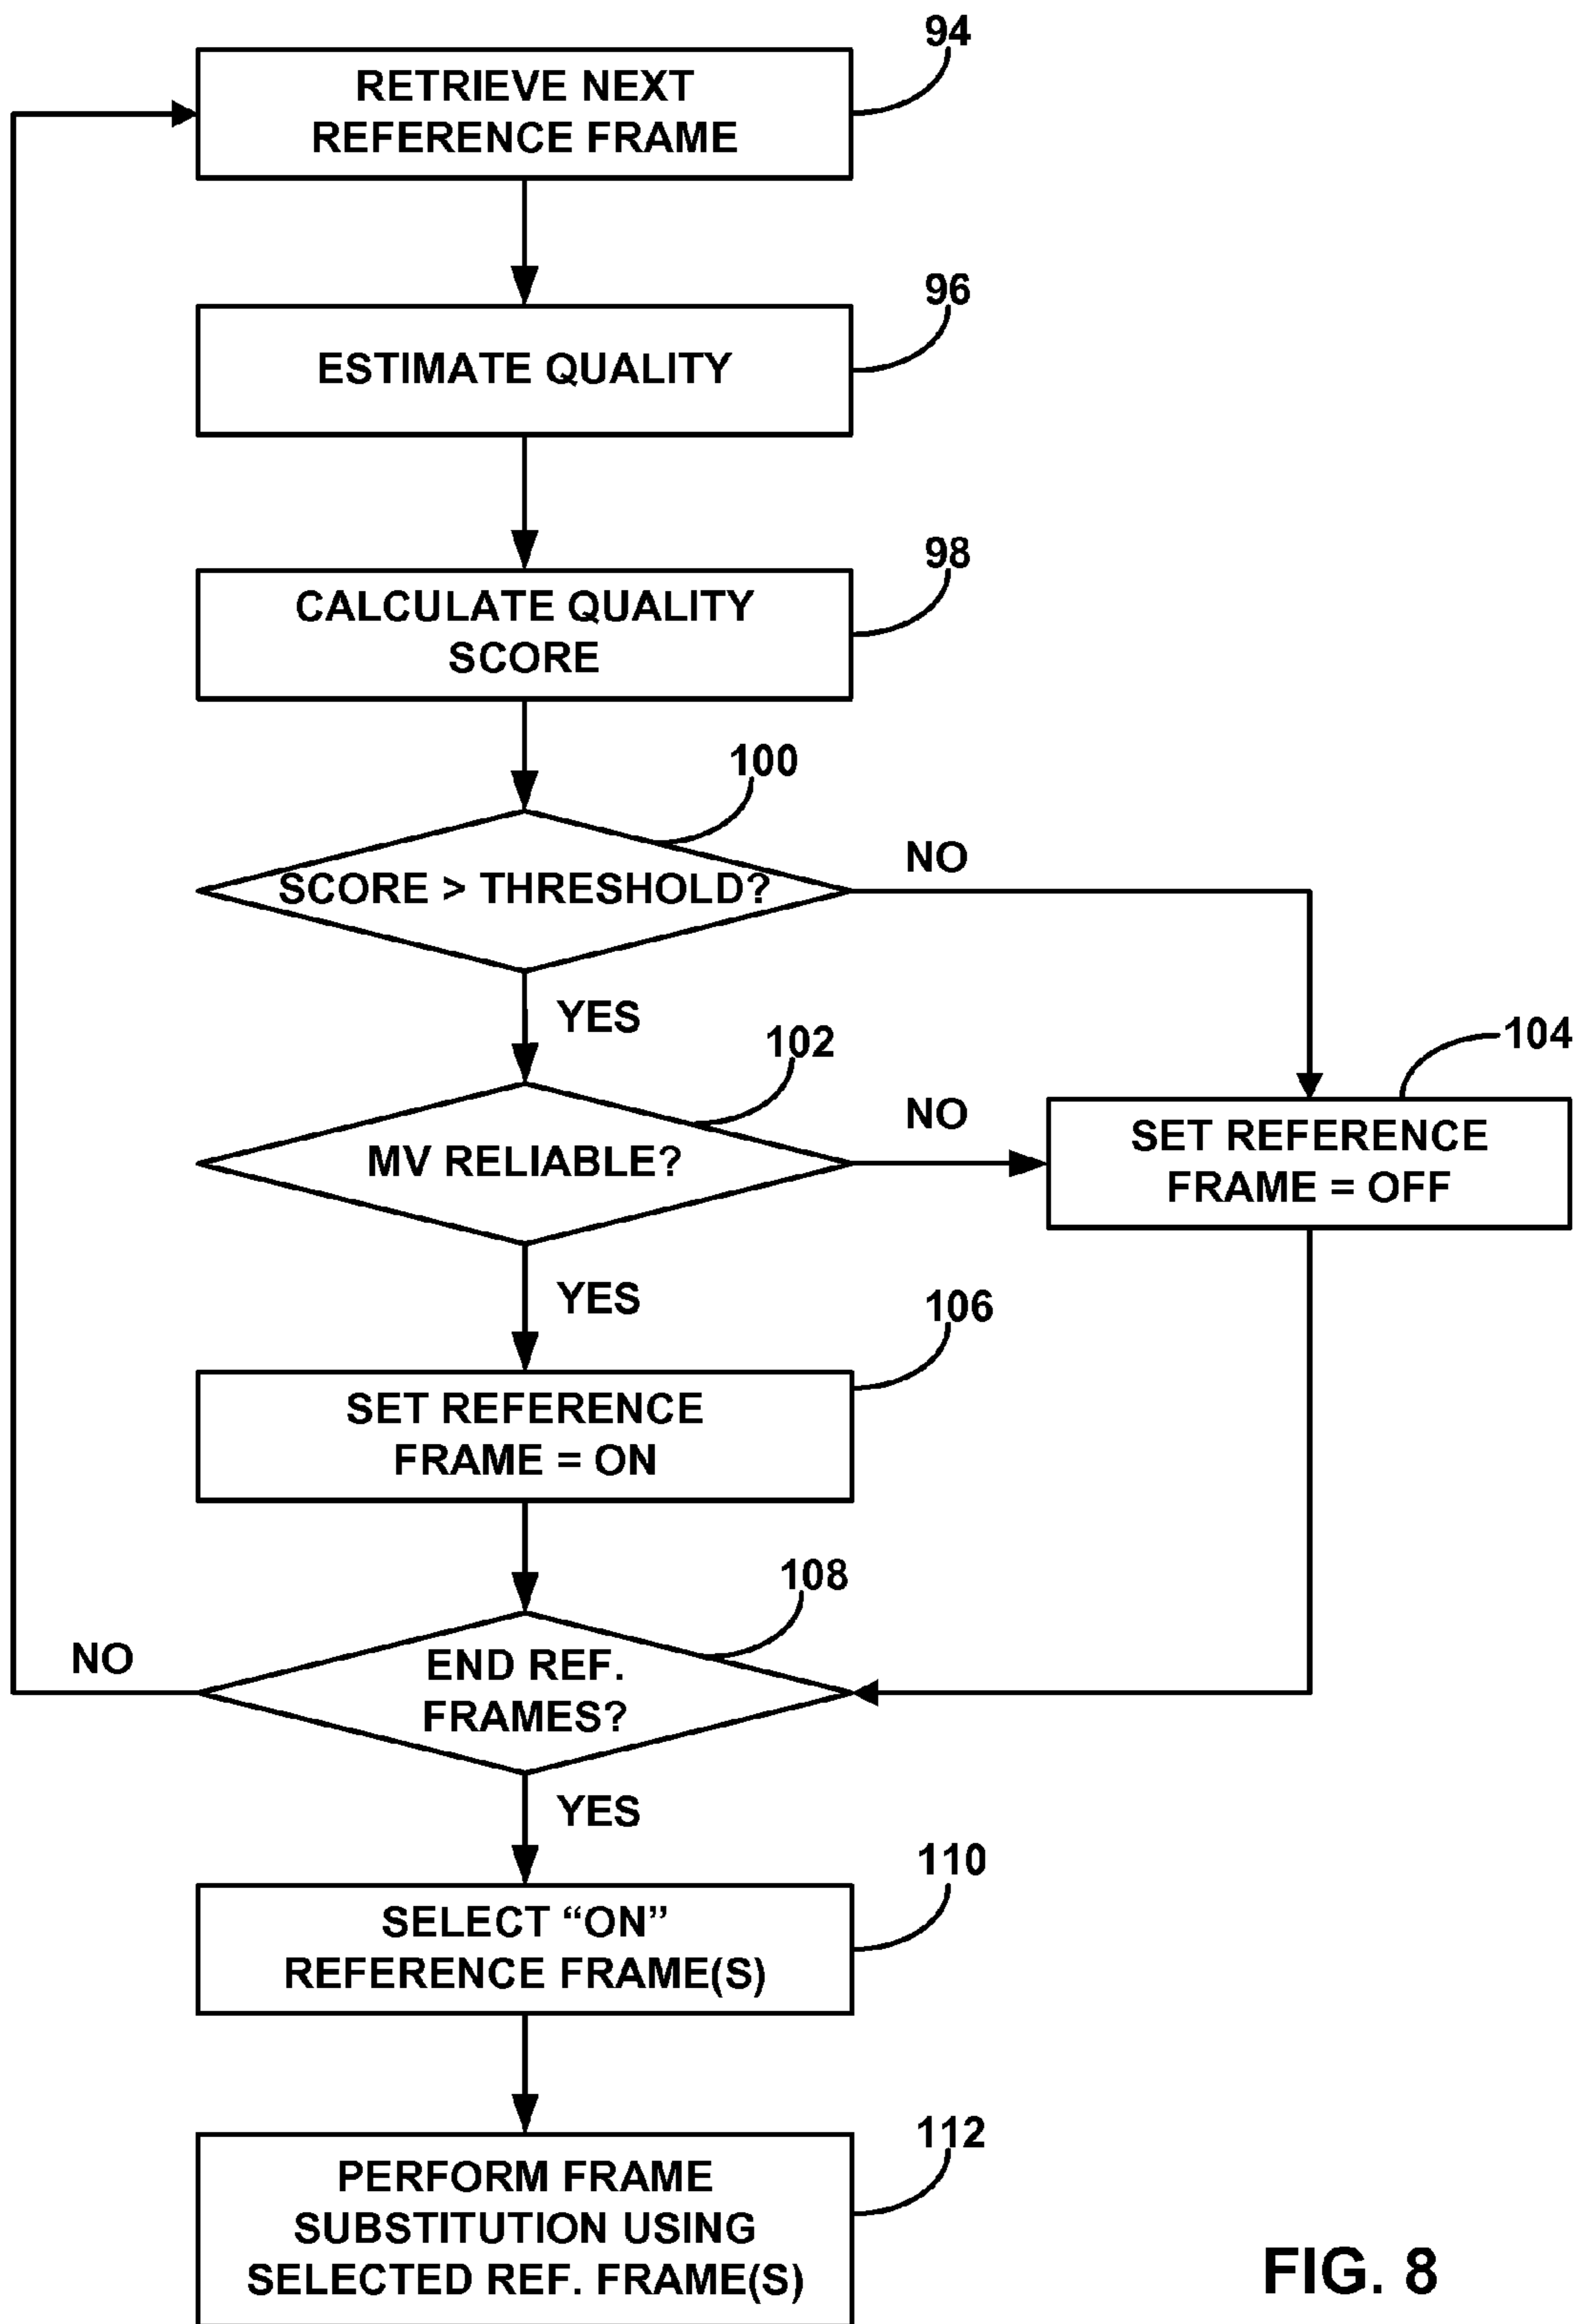 94
RETRIEVE NEXT
REFERENCE FRAME
96
ESTIMATE QUALITY
98
CALCULATE QUALITY
SCORE
100
SCORE > THRESHOLD?
NO
YES
102
MV RELIABLE?
NO
104
SET REFERENCE
FRAME = OFF
YES
106
SET REFERENCE
FRAME = ON
108
END REF.
FRAMES?
NO
YES
110
SELECT “ON”
REFERENCE FRAME(S)
112
PERFORM FRAME
SUBSTITUTION USING
SELECTED REF. FRAME(S)
FIG. 8